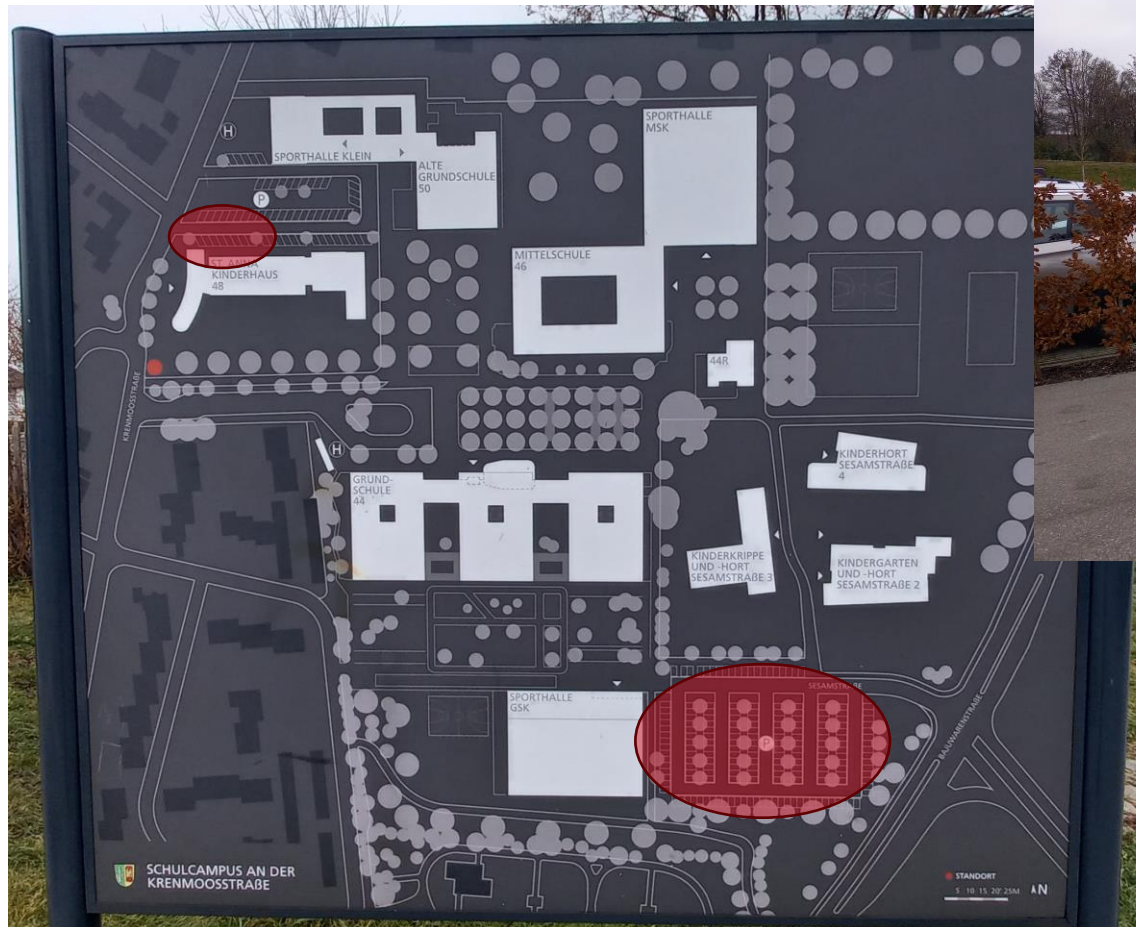 H
SPORTHALLE KLEIN
ALTE
GRUNDSCHULE
50
SPORTHALLE
MSK
P
ST. ANNA
KINDERHAUS
48
MITTELSCHULE
46
44R
KRENMOOSSTRASSE
H
GRUND-
SCHULE
44
KINDERHORT
SESAMSTRAẞE
4
KINDERKRIPPE
UND -HORT
SESAMSTRAẞE 3
KINDERGARTEN
UND -HORT
SESAMSTRAẞE 2
SPORTHALLE
GSK
SESAMSTRAẞE
P
BAJUWARENSTRAẞE
SCHULCAMPUS AN DER
KRENMOOSSTRAẞE
STANDORT
5 10 15 20 25M
N